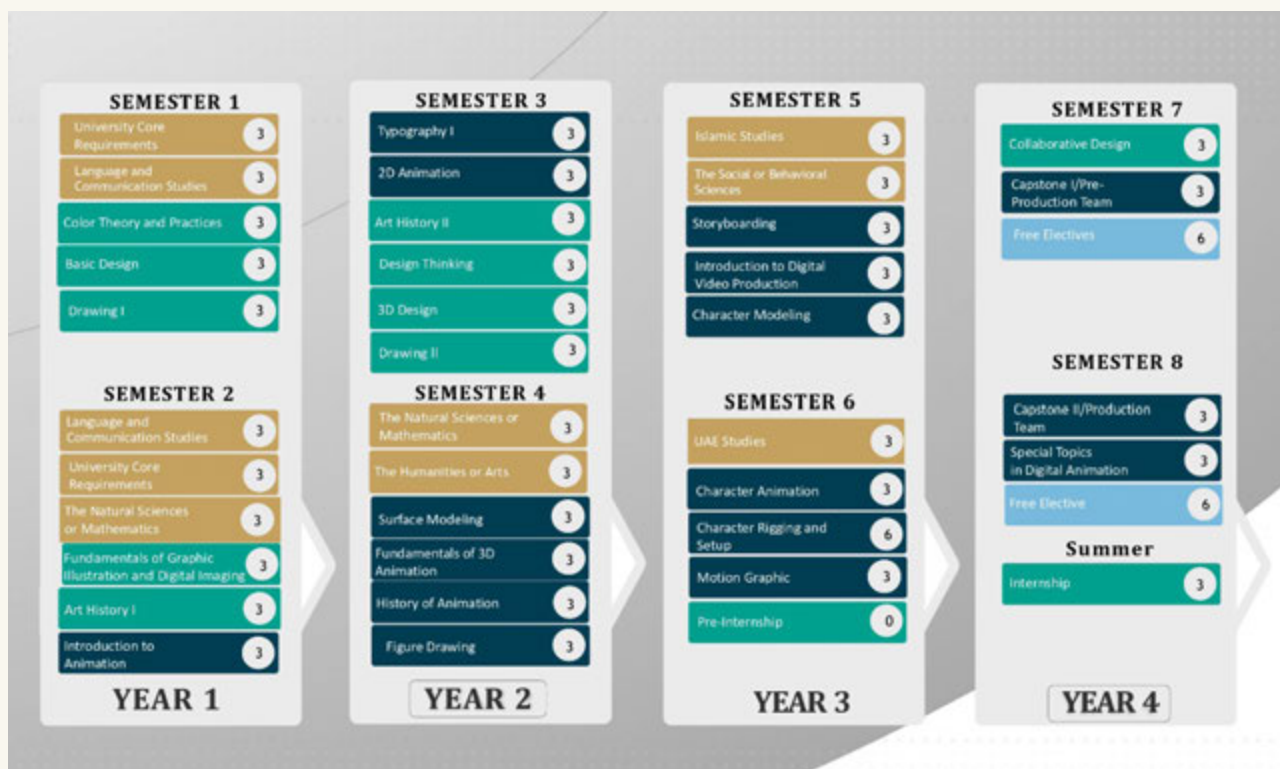 SEMESTER 1
University Core
Requirements
3
Language and
Communication Studies
3
Color Theory and Practices
3
Basic Design
3
Drawing I
3
SEMESTER 2
Language and
Communication Studies
3
University Core
Requirements
3
The Natural Sciences
or Mathematics
3
Fundamentals of Graphic
Illustration and Digital Imaging
3
Art History I
3
Introduction to
Animation
3
YEAR 1
SEMESTER 3
Typography I
3
2D Animation
3
Art History II
3
Design Thinking
3
3D Design
3
Drawing II
3
SEMESTER 4
The Natural Sciences or
Mathematics
3
The Humanities or Arts
3
Surface Modeling
3
Fundamentals of 3D
Animation
3
History of Animation
3
Figure Drawing
3
YEAR 2
SEMESTER 5
Islamic Studies
3
The Social or Behavioral
Sciences
3
Storyboarding
3
Introduction to Digital
Video Production
3
Character Modeling
3
SEMESTER 6
UAE Studies
3
Character Animation
3
Character Rigging and
Setup
6
Motion Graphic
3
Pre-Internship
0
YEAR 3
SEMESTER 7
Collaborative Design
3
Capstone I/Pre-
Production Team
3
Free Electives
6
SEMESTER 8
Capstone II/Production
Team
3
Special Topics
in Digital Animation
3
Free Elective
6
Summer
Internship
3
YEAR 4